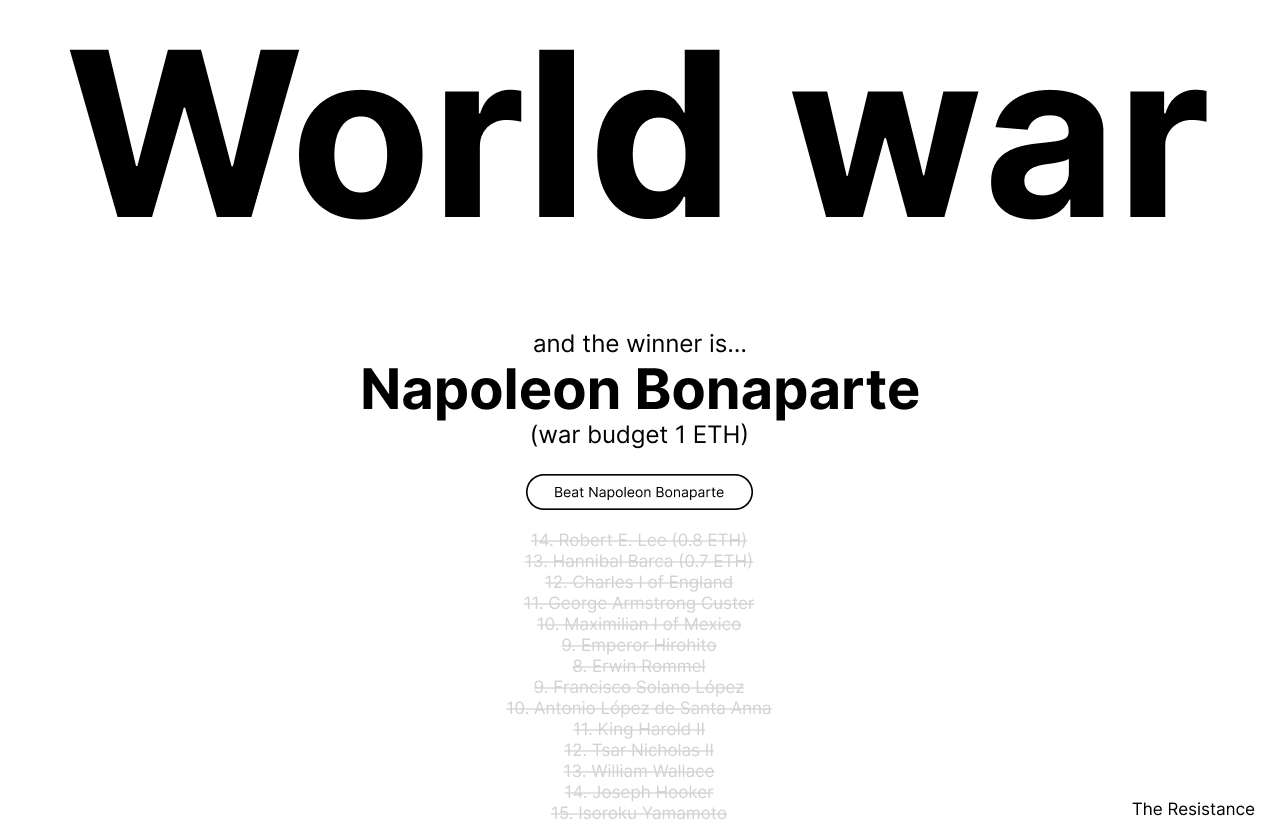 World war
and the winner is...
Napoleon Bonaparte
(war budget 1 ETH)
Beat Napoleon Bonaparte
14. Robert E. Lee (0.8 ETH)
13. Hannibal Barca (0.7 ETH)
12. Charles I of England
11. George Armstrong Custer
10. Maximilian I of Mexico
9. Emperor Hirohito
8. Erwin Rommel
9. Francisco Solano López
10. Antonio López de Santa Anna
11. King Harold II
12. Tsar Nicholas II
13. William Wallace
14. Joseph Hooker
15. Isoroku Yamamoto
The Resistance